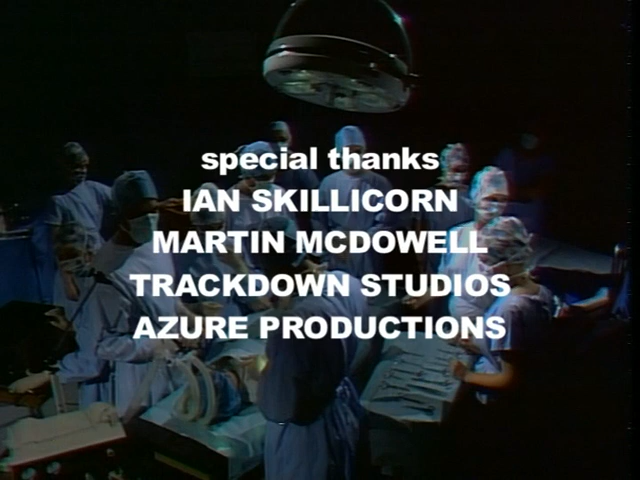 special thanks
IAN SKILLICORN
MARTIN MCDOWELL
TRACKDOWN STUDIOS
AZURE PRODUCTIONS